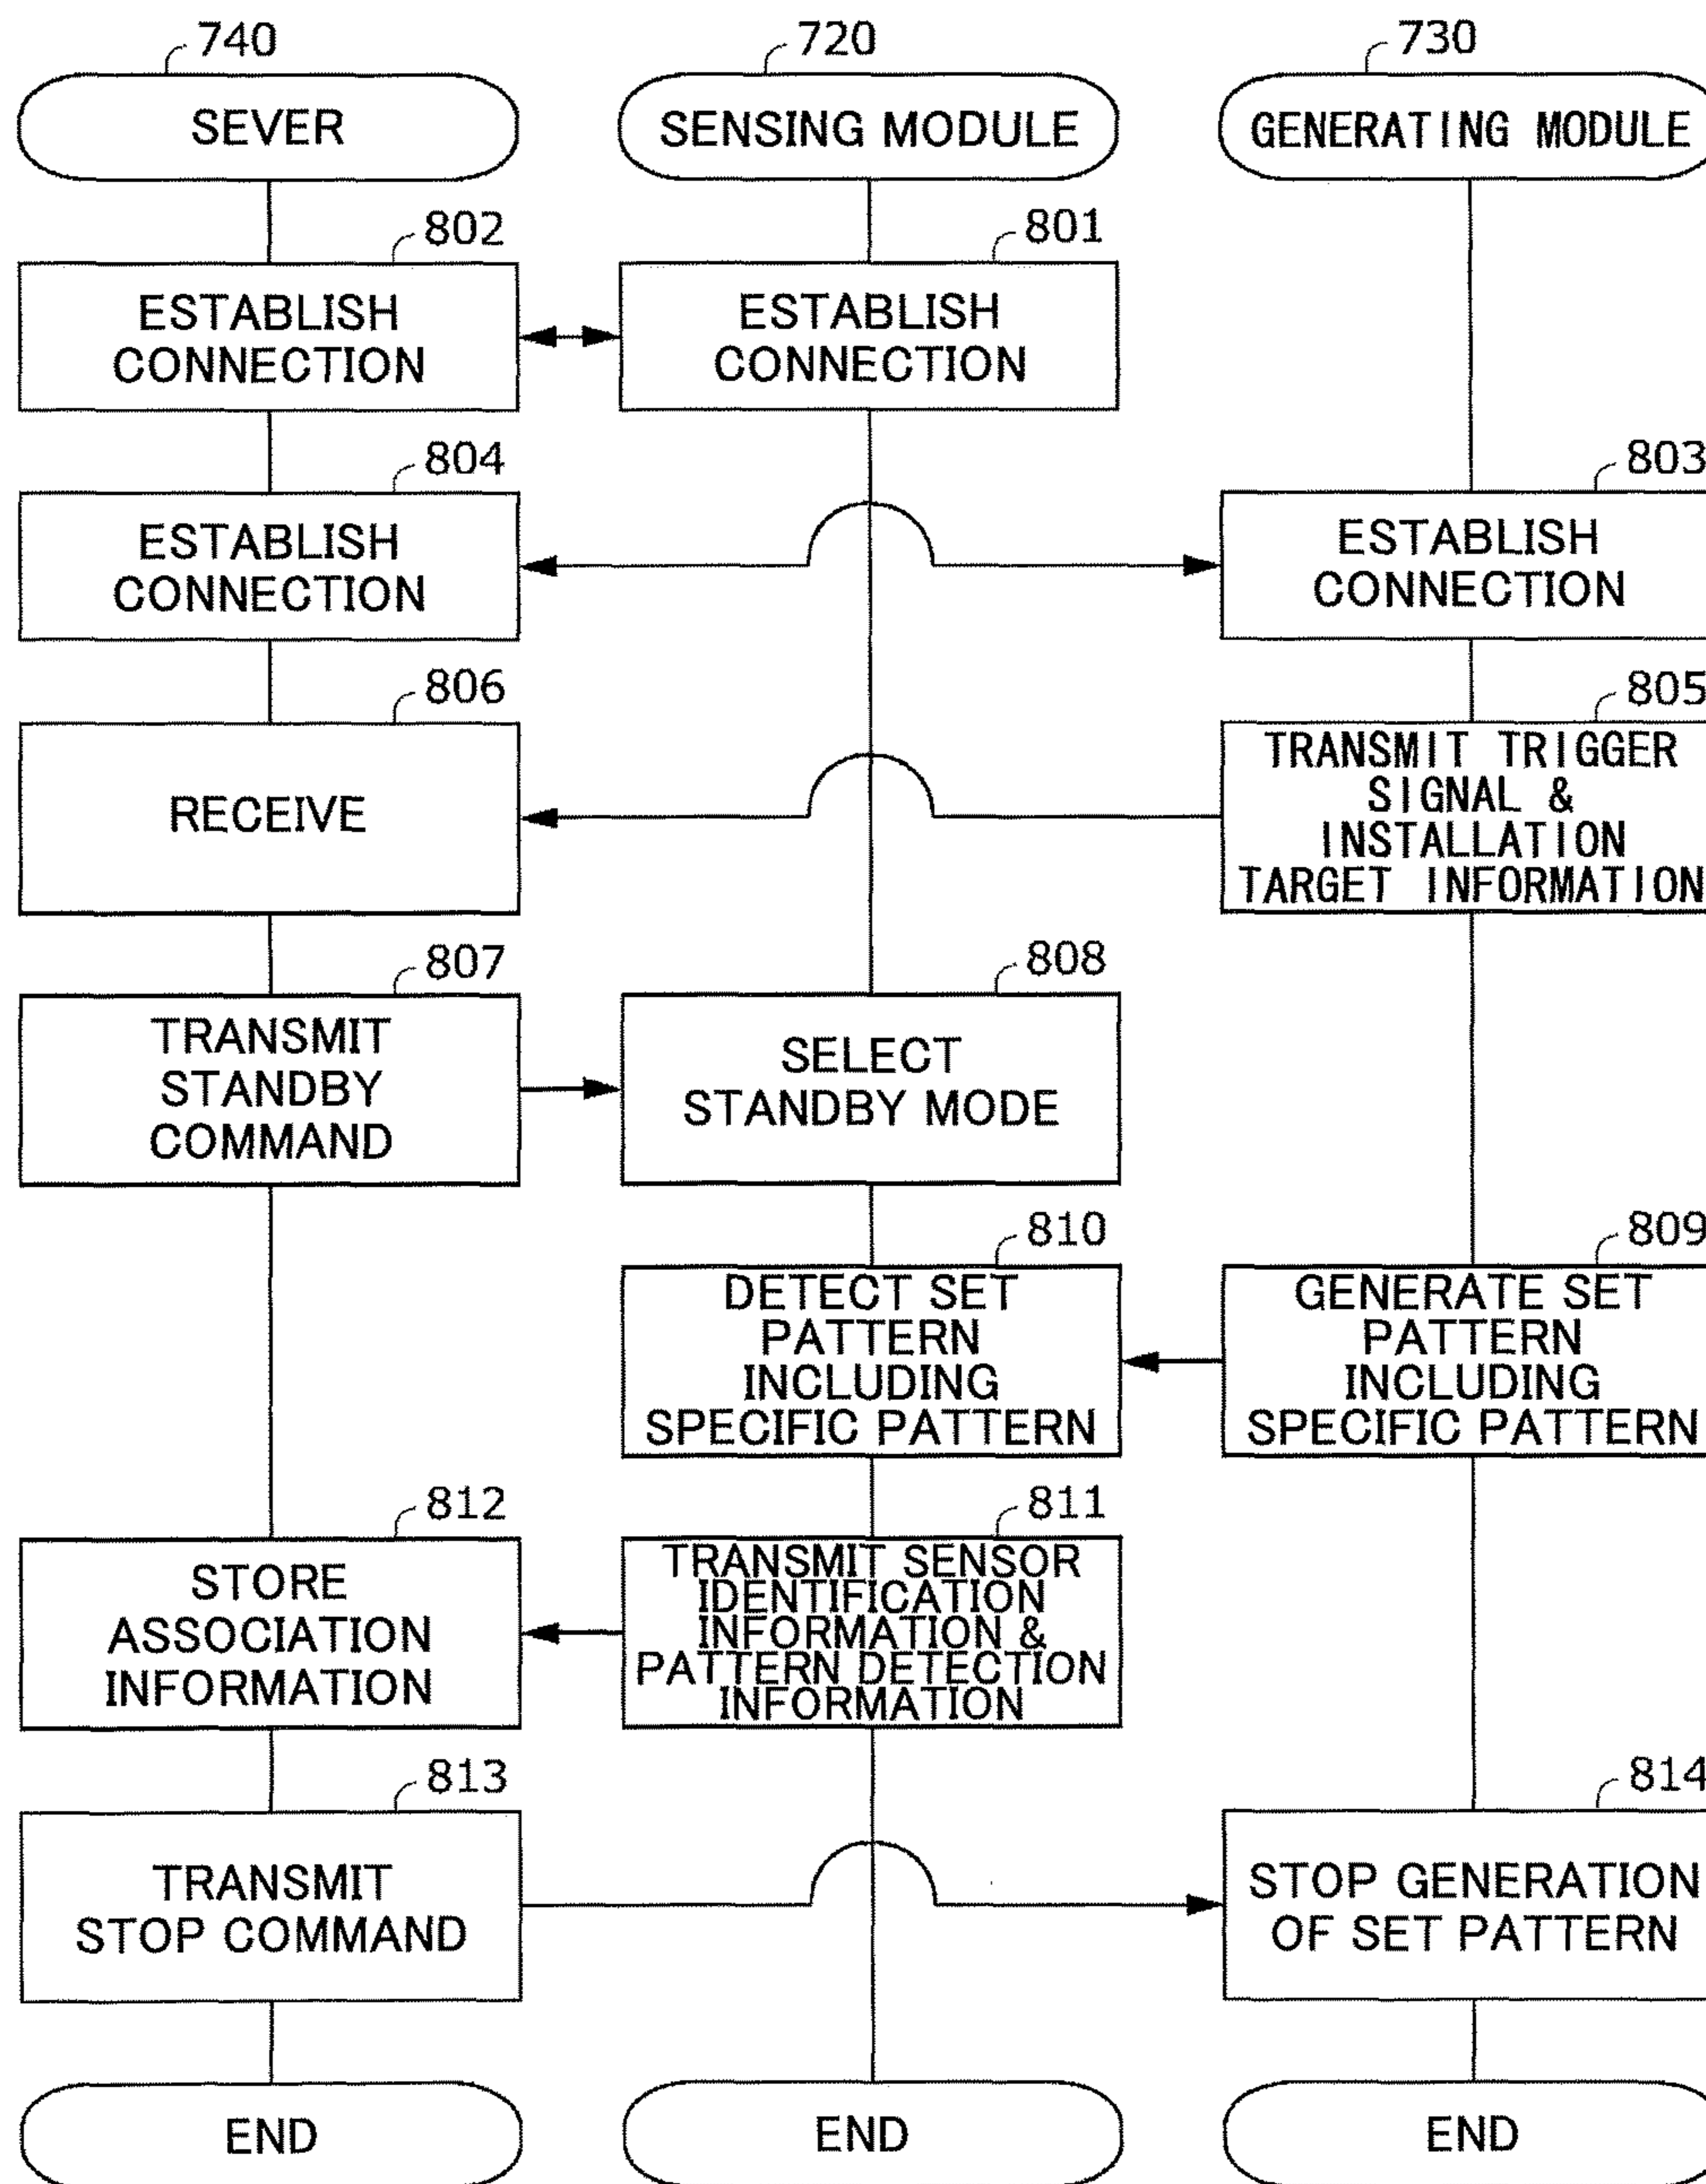 740
SEVER
720
SENSING MODULE
730
GENERATING MODULE
802
ESTABLISH
CONNECTION
801
ESTABLISH
CONNECTION
804
ESTABLISH
CONNECTION
803
ESTABLISH
CONNECTION
806
RECEIVE
805
TRANSMIT TRIGGER
SIGNAL &
INSTALLATION
TARGET INFORMATION
807
TRANSMIT
STANDBY
COMMAND
808
SELECT
STANDBY MODE
810
DETECT SET
PATTERN
INCLUDING
SPECIFIC PATTERN
809
GENERATE SET
PATTERN
INCLUDING
SPECIFIC PATTERN
812
STORE
ASSOCIATION
INFORMATION
811
TRANSMIT SENSOR
IDENTIFICATION
INFORMATION &
PATTERN DETECTION
INFORMATION
813
TRANSMIT
STOP COMMAND
814
STOP GENERATION
OF SET PATTERN
END
END
END